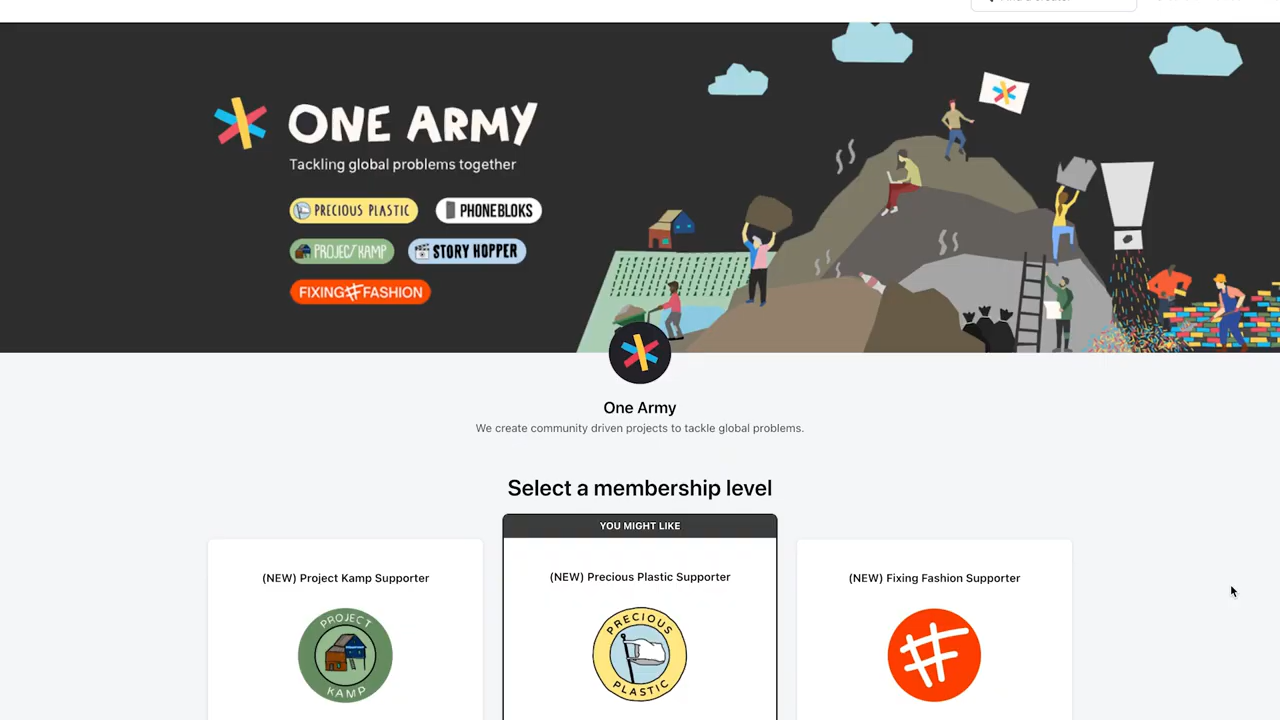 ONE ARMY
Tackling global problems together
PRECIOUS PLASTIC
PHONEBLOKS
PROJECT KAMP
STORY HOPPER
FIXING FASHION
One Army
We create community driven projects to tackle global problems.
Select a membership level
YOU MIGHT LIKE
(NEW) Project Kamp Supporter
(NEW) Precious Plastic Supporter
(NEW) Fixing Fashion Supporter
PROJECT
KAMP
PRECIOUS
PLASTIC